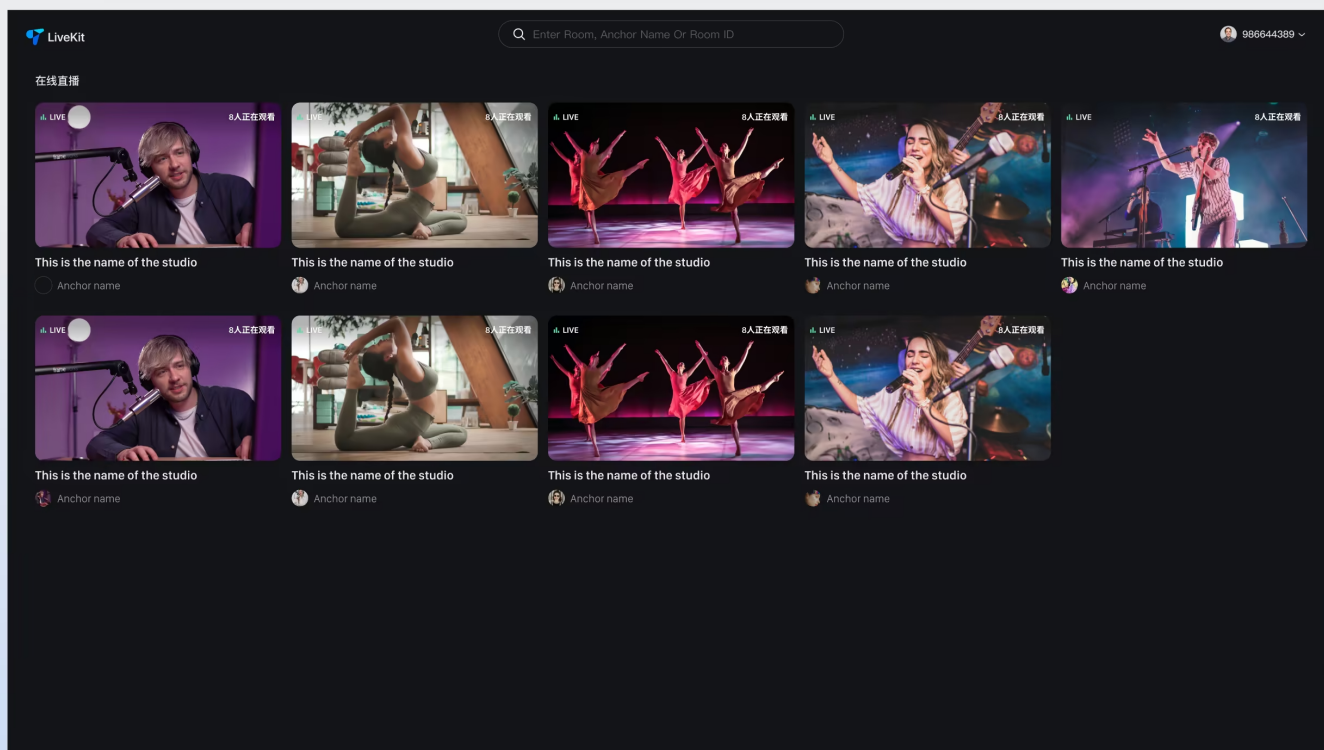 LiveKit
Enter Room, Anchor Name Or Room ID
986644389
在线直播
LIVE 8人正在观看
LIVE 8人正在观看
LIVE 8人正在观看
LIVE 8人正在观看
LIVE 8人正在观看
This is the name of the studio
This is the name of the studio
This is the name of the studio
This is the name of the studio
This is the name of the studio
Anchor name
Anchor name
Anchor name
Anchor name
Anchor name
LIVE 8人正在观看
LIVE 8人正在观看
LIVE 8人正在观看
LIVE 8人正在观看
This is the name of the studio
This is the name of the studio
This is the name of the studio
This is the name of the studio
Anchor name
Anchor name
Anchor name
Anchor name